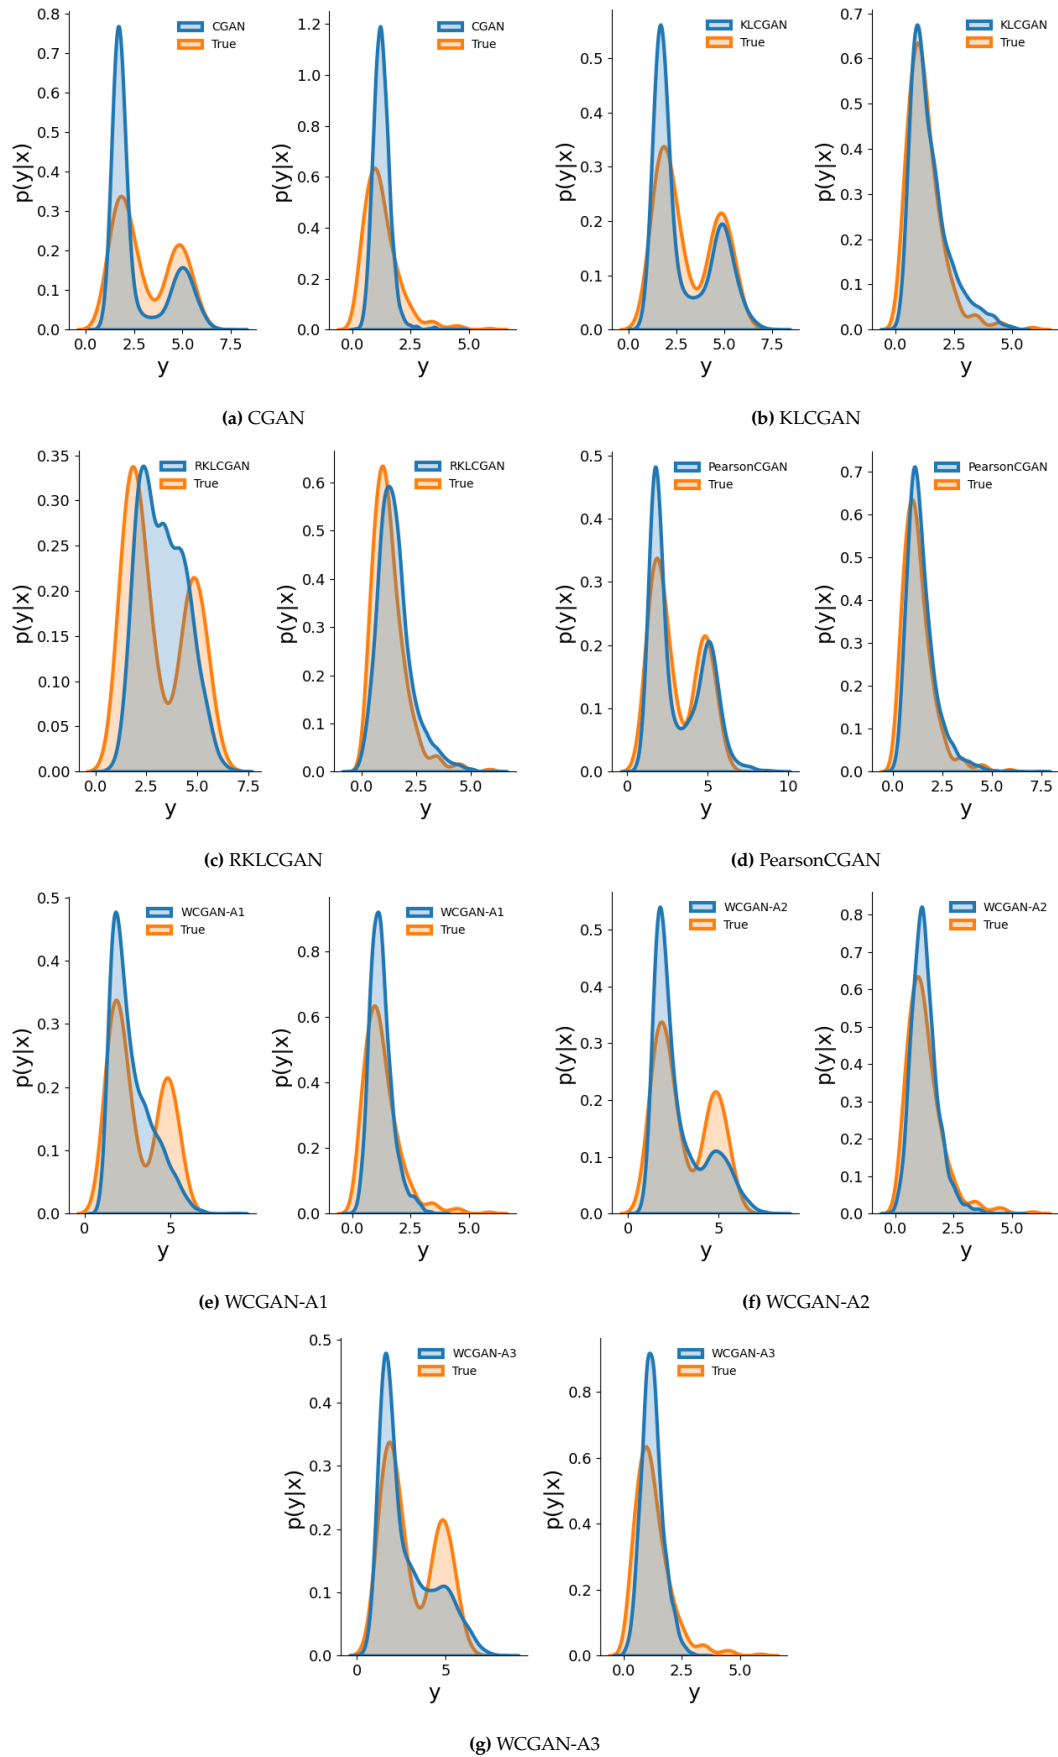 CGAN
True
0.8
0.7
0.6
0.5
0.4
0.3
0.2
0.1
0.0
0.0 2.5 5.0 7.5
p(y|x)
y
CGAN
True
1.2
1.0
0.8
0.6
0.4
0.2
0.0
0.0 2.5 5.0
p(y|x)
y
(a) CGAN
KLCGAN
True
0.5
0.4
0.3
0.2
0.1
0.0
0.0 2.5 5.0 7.5
p(y|x)
y
KLCGAN
True
0.7
0.6
0.5
0.4
0.3
0.2
0.1
0.0
0.0 2.5 5.0
p(y|x)
y
(b) KLCGAN
RKLCGAN
True
0.35
0.30
0.25
0.20
0.15
0.10
0.05
0.00
0.0 2.5 5.0 7.5
p(y|x)
y
RKLCGAN
True
0.6
0.5
0.4
0.3
0.2
0.1
0.0
0.0 2.5 5.0
p(y|x)
y
(c) RKLCGAN
PearsonCGAN
True
0.5
0.4
0.3
0.2
0.1
0.0
0 5 10
p(y|x)
y
PearsonCGAN
True
0.7
0.6
0.5
0.4
0.3
0.2
0.1
0.0
0.0 2.5 5.0 7.5
p(y|x)
y
(d) PearsonCGAN
WCGAN-A1
True
0.5
0.4
0.3
0.2
0.1
0.0
0 5
p(y|x)
y
WCGAN-A1
True
0.8
0.6
0.4
0.2
0.0
0.0 2.5 5.0
p(y|x)
y
(e) WCGAN-A1
WCGAN-A2
True
0.5
0.4
0.3
0.2
0.1
0.0
0 5
p(y|x)
y
WCGAN-A2
True
0.8
0.7
0.6
0.5
0.4
0.3
0.2
0.1
0.0
0.0 2.5 5.0
p(y|x)
y
(f) WCGAN-A2
WCGAN-A3
True
0.5
0.4
0.3
0.2
0.1
0.0
0 5
p(y|x)
y
WCGAN-A3
True
0.8
0.6
0.4
0.2
0.0
0.0 2.5 5.0
p(y|x)
y
(g) WCGAN-A3